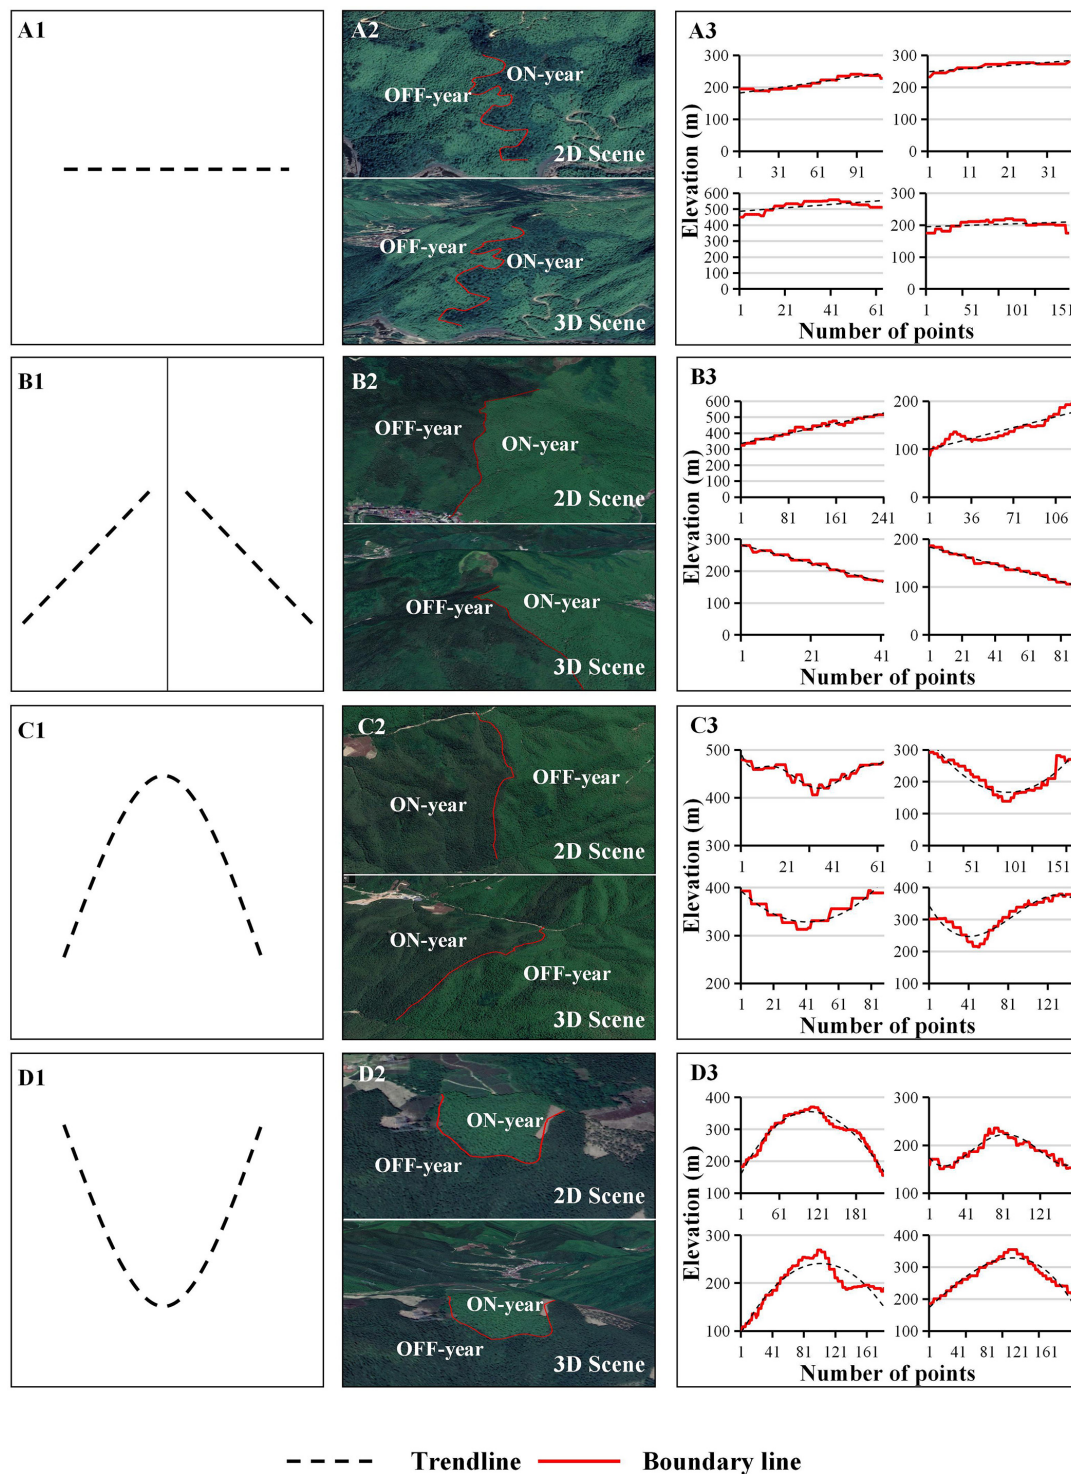 A1
A2
ON-year
OFF-year
2D Scene
OFF-year
ON-year
3D Scene
A3
Elevation (m)
300
200
100
0
1 31 61 91
300
200
100
0
1 11 21 31
600
500
400
300
200
100
0
1 21 41 61
300
200
100
0
1 51 101 151
Number of points
B1
B2
OFF-year
ON-year
2D Scene
ON-year
OFF-year
3D Scene
B3
Elevation (m)
600
500
400
300
200
100
0
1 81 161 241
200
100
0
1 36 71 106
300
200
100
0
1 21 41
200
100
0
1 21 41 61 81
Number of points
C1
C2
OFF-year
ON-year
2D Scene
ON-year
OFF-year
3D Scene
C3
Elevation (m)
500
400
300
1 21 41 61
300
200
100
0
1 51 101 151
400
300
200
1 21 41 61 81
400
300
200
100
1 41 81 121
Number of points
D1
D2
ON-year
OFF-year
2D Scene
ON-year
OFF-year
3D Scene
D3
Elevation (m)
400
300
200
100
1 61 121 181
300
200
100
1 41 81 121
300
200
100
1 41 81 121 161
400
300
200
100
1 41 81 121 161
Number of points
Trendline
Boundary line